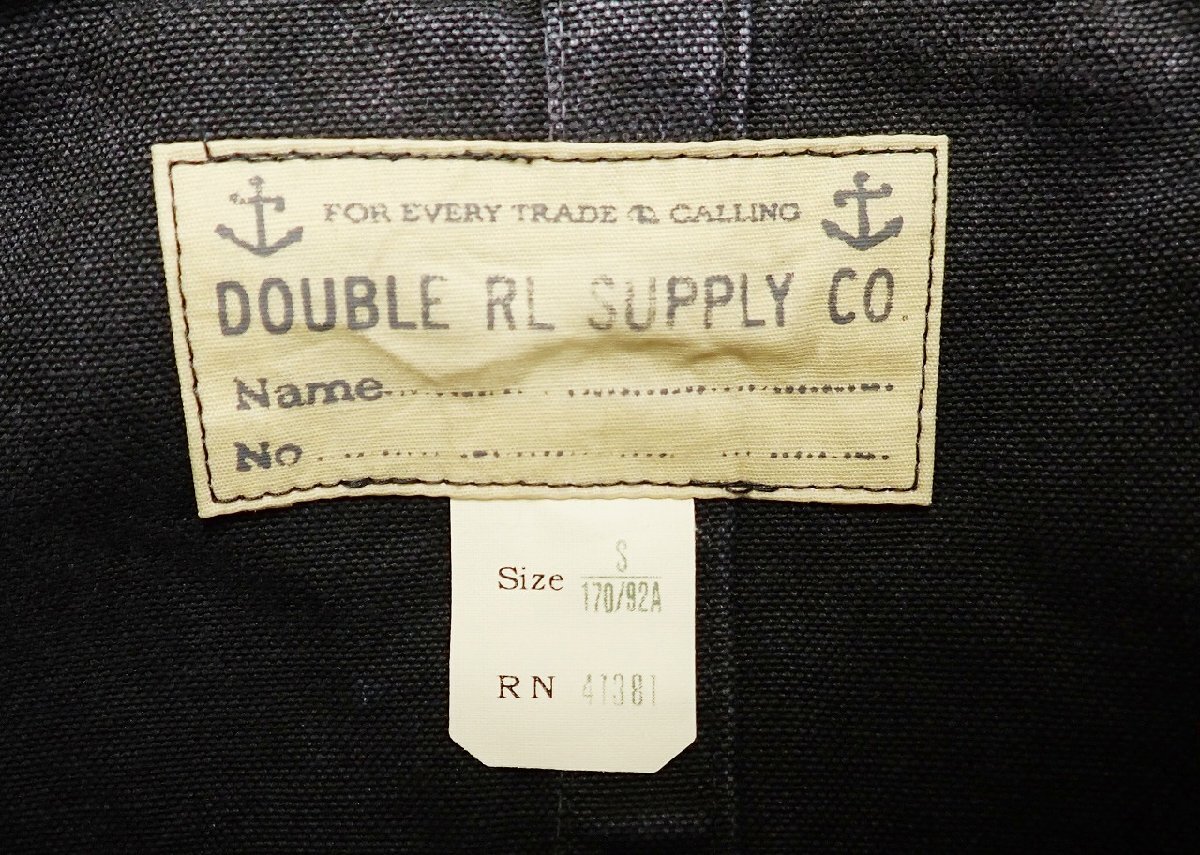 FOR EVERY TRADE & CALLING
DOUBLE RL SUPPLY CO.
Name
No
Size S
170/92A
RN 41381